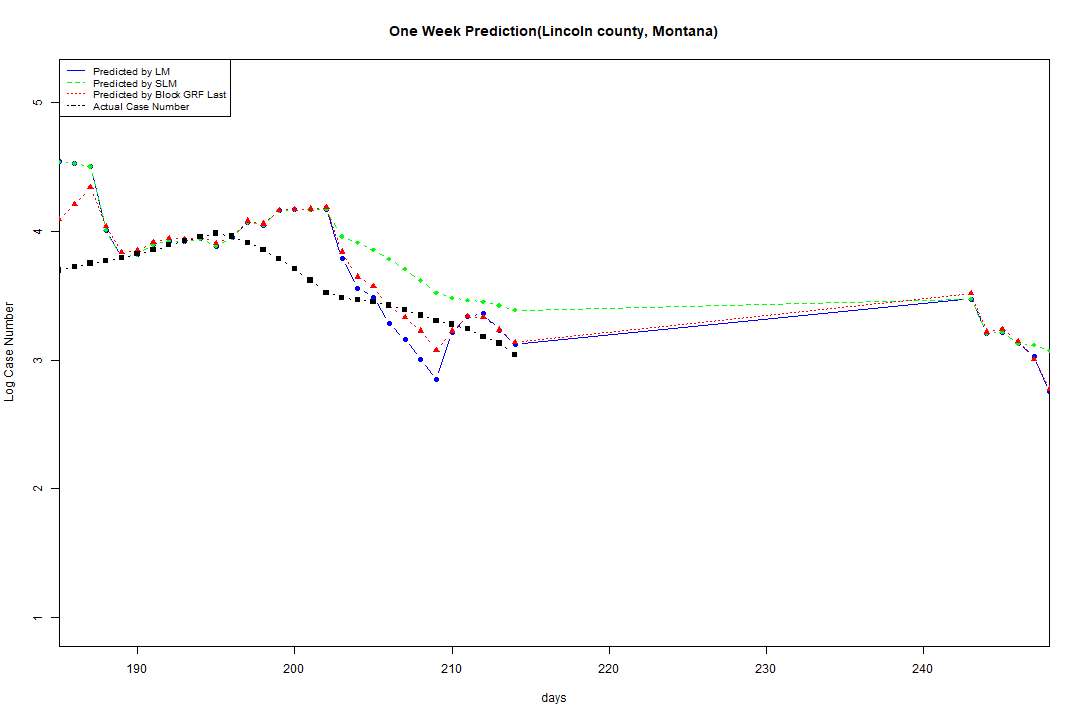 One Week Prediction(Lincoln county, Montana)
Predicted by LM
Predicted by SLM
Predicted by Block GRF Last
Actual Case Number
5
4
3
2
1
Log Case Number
190 200 210 220 230 240
days